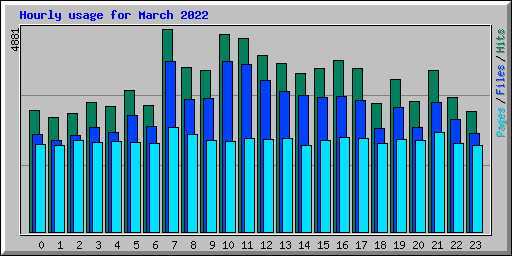 Hourly usage for March 2022
4881
Pages/Files/Hits
0 1 2 3 4 5 6 7 8 9 10 11 12 13 14 15 16 17 18 19 20 21 22 23